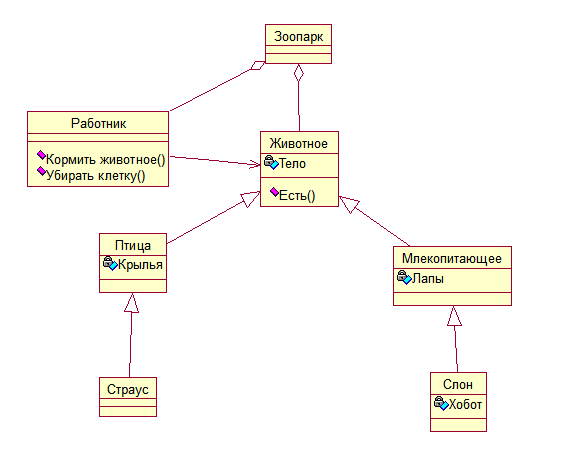 Зоопарк
Работник
Кормить животное()
Убирать клетку()
Животное
Тело
Есть()
Птица
Крылья
Млекопитающее
Лапы
Страус
Слон
Хобот